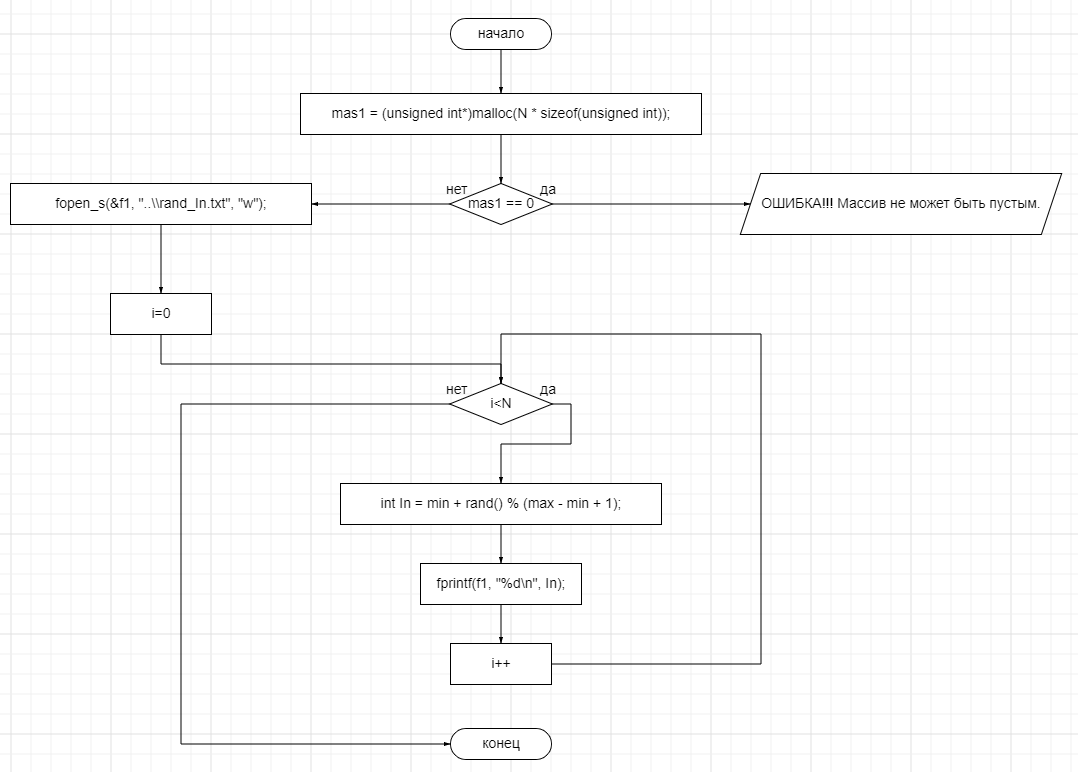 начало
mas1 = (unsigned int*)malloc(N * sizeof(unsigned int));
нет
да
mas1 == 0
fopen_s(&f1, "..\\rand_In.txt", "w");
ОШИБКА!!! Массив не может быть пустым.
i=0
нет
да
i<N
int In = min + rand() % (max - min + 1);
fprintf(f1, "%d\n", In);
i++
конец